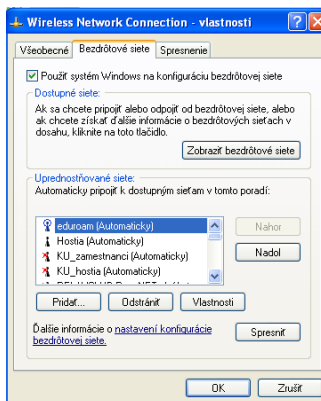 Wireless Network Connection - vlastnosti
Všeobecné
Bezdrôtové siete
Spresnenie
Použiť systém Windows na konfiguráciu bezdrôtovej siete
Dostupné siete:
Ak sa chcete pripojiť alebo odpojiť od bezdrôtovej siete, alebo
ak chcete získať ďalšie informácie o bezdrôtových sieťach v
dosahu, kliknite na toto tlačidlo.
Zobraziť bezdrôtové siete
Uprednostňované siete:
Automaticky pripojiť k dostupným sieťam v tomto poradí:
eduroam (Automaticky)
Hostia (Automaticky)
KU_zamestnanci (Automaticky)
KU_hostia (Automaticky)
Nahor
Nadol
Pridať...
Odstrániť
Vlastnosti
Ďalšie informácie o nastavení konfigurácie
bezdrôtovej siete.
Spresniť
OK
Zrušiť